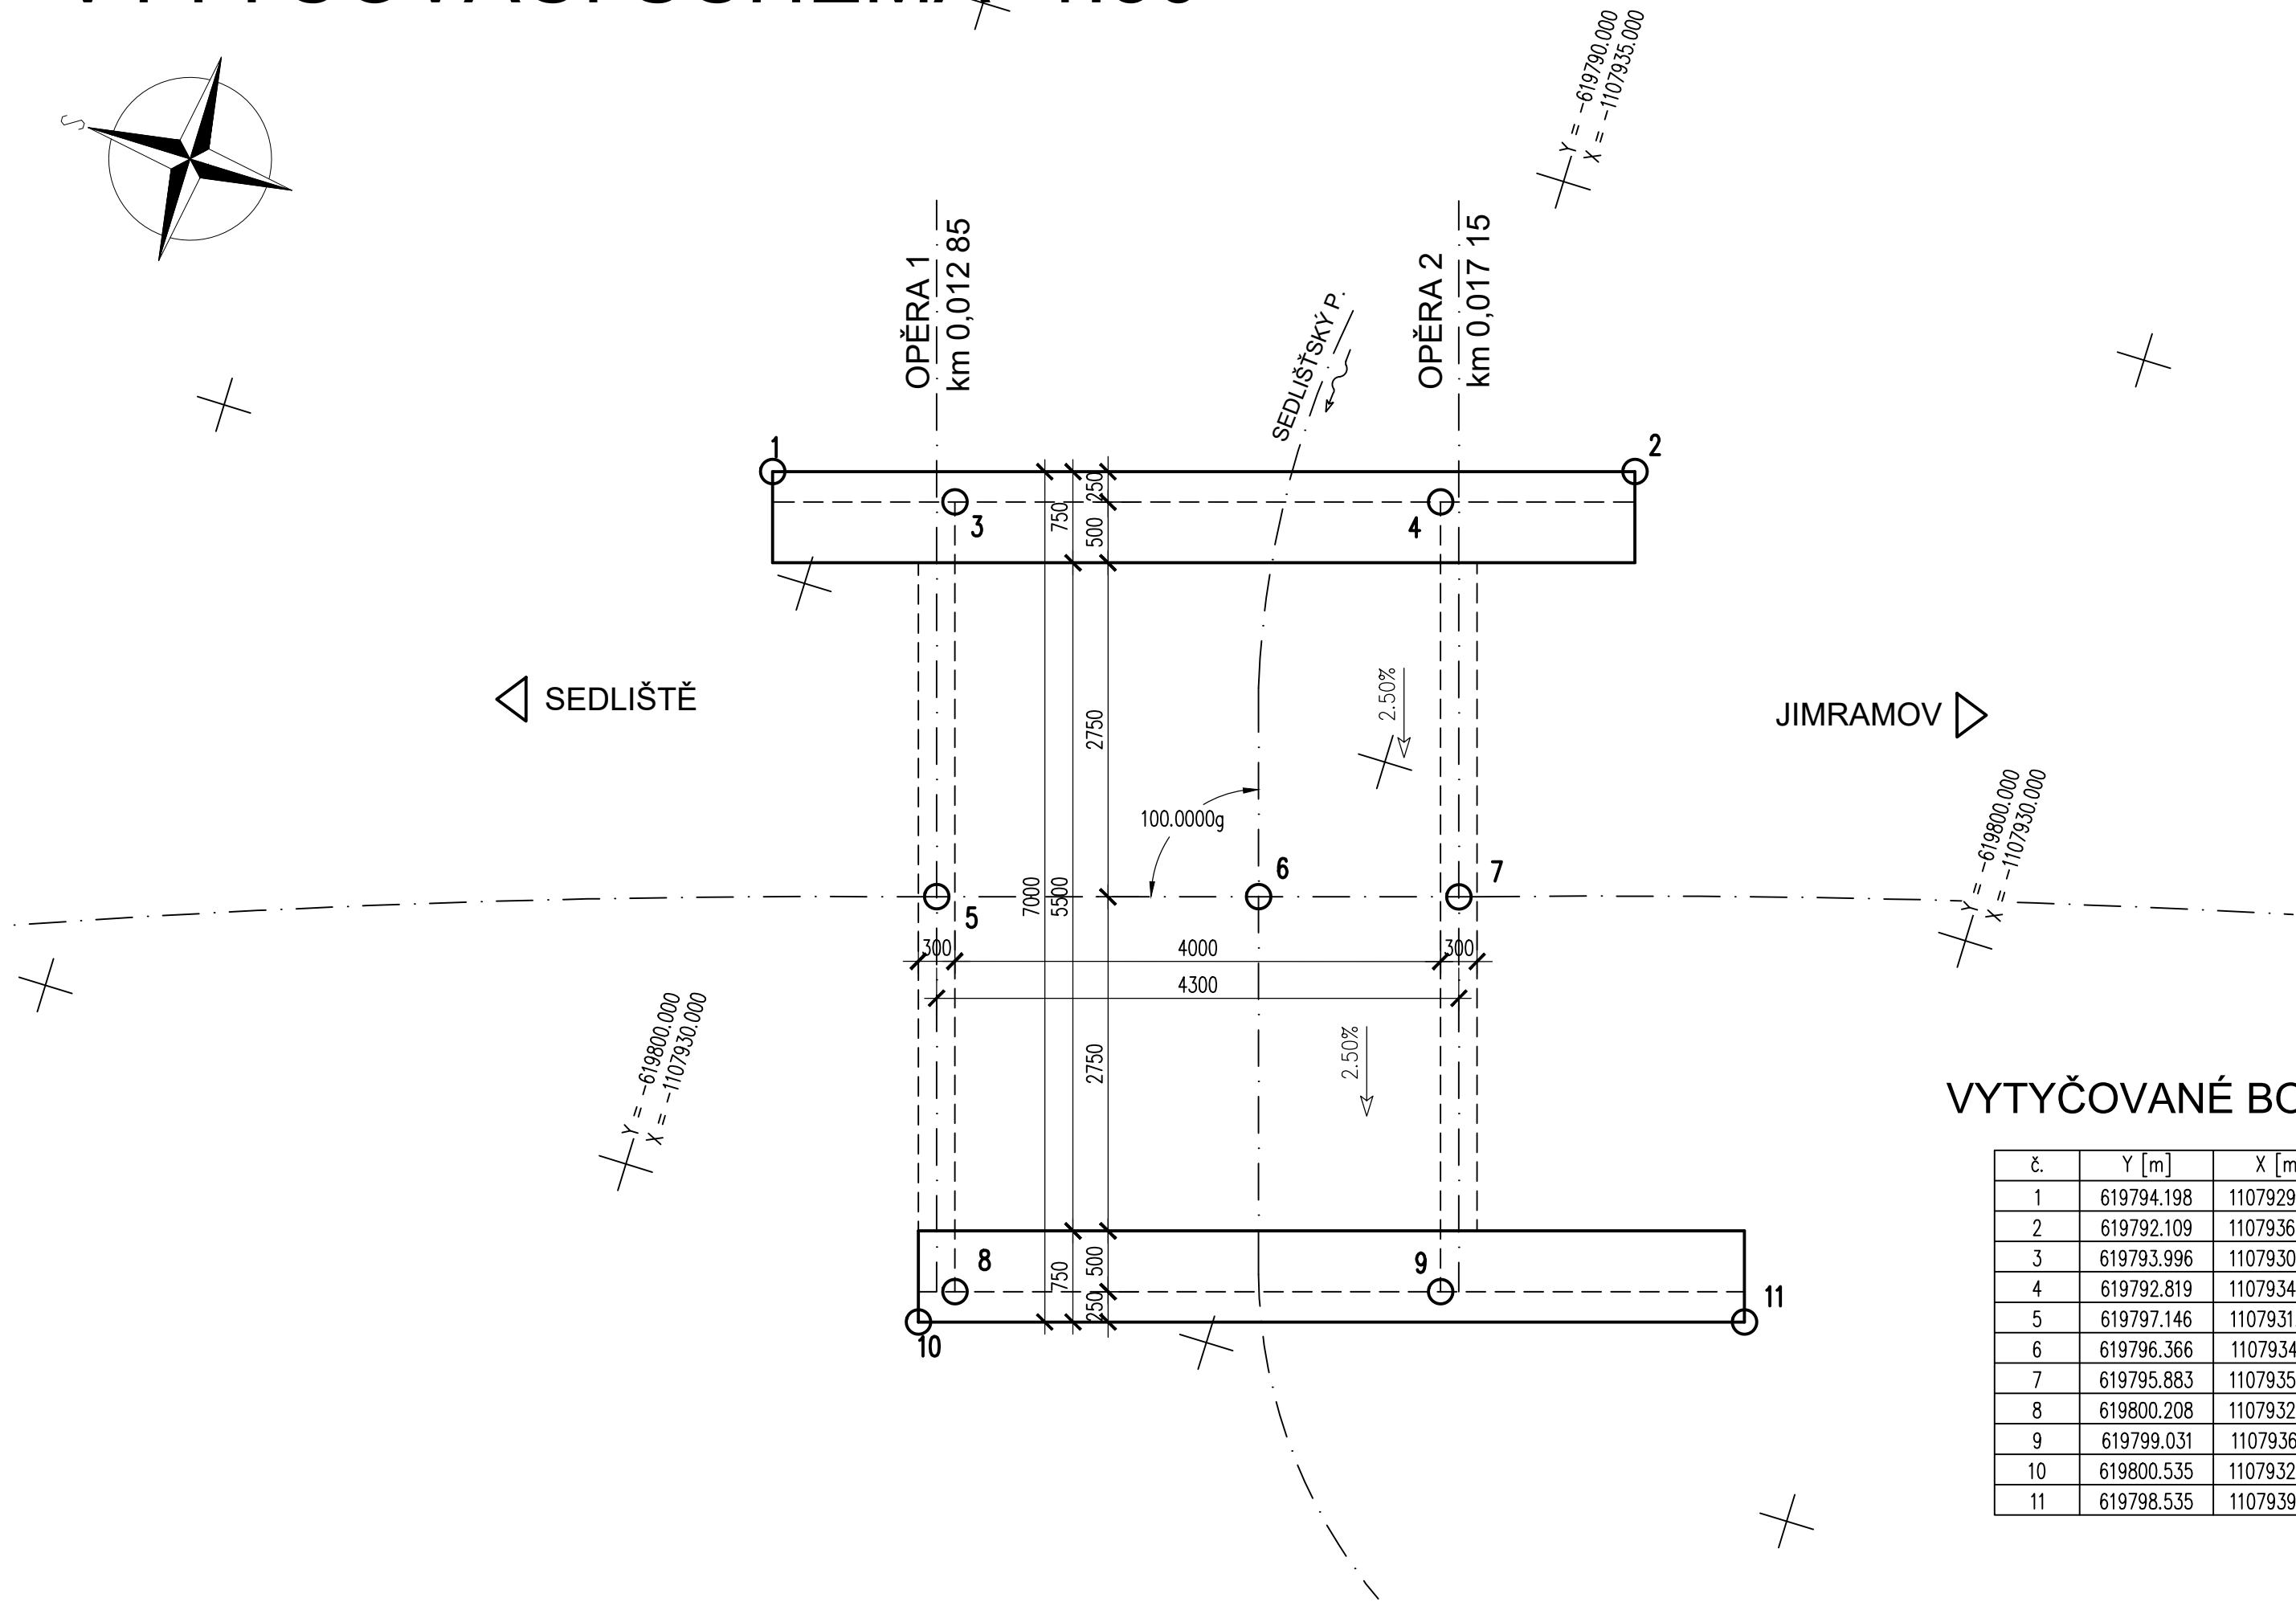 S
Y = -619790.000
X = -1107935.000
OPĚRA 1
km 0,012 85
OPĚRA 2
km 0,017 15
SEDLIŠŤSKÝ P.
1
2
250
750
500
3
4
SEDLIŠTĚ
2750
2.50%
JIMRAMOV
100.0000g
6
7
5
7000
5500
300
4000
300
4300
Y = -619800.000
X = -1107930.000
Y = -619800.000
X = -1107930.000
2750
2.50%
8
9
750
500
250
10
11
VYTYČOVANÉ
č. Y [m] X
1 619794.198 1107929
2 619792.109 1107936
3 619793.996 1107930
4 619792.819 1107934
5 619797.146 1107931
6 619796.366 1107934
7 619795.883 1107935
8 619800.208 1107932
9 619799.031 1107936
10 619800.535 1107932
11 619798.535 1107939